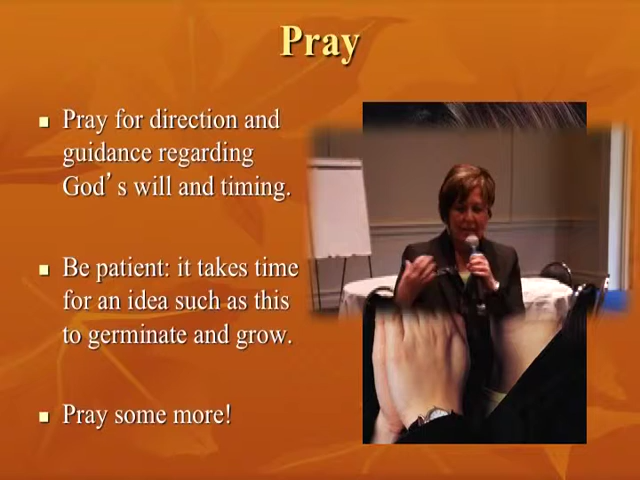 Pray
Pray for direction and
guidance regarding
God's will and timing.
Be patient: it takes time
for an idea such as this
to germinate and grow.
Pray some more!